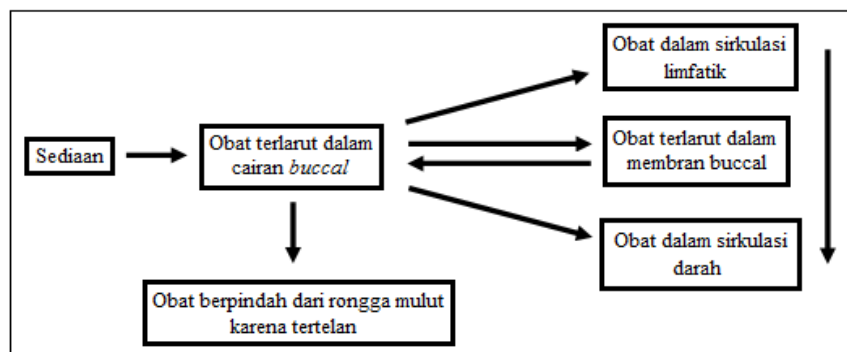 Sediaan
Obat terlarut dalam
cairan buccal
Obat berpindah dari rongga mulut
karena tertelan
Obat dalam sirkulasi
limfatik
Obat terlarut dalam
membran buccal
Obat dalam sirkulasi
darah